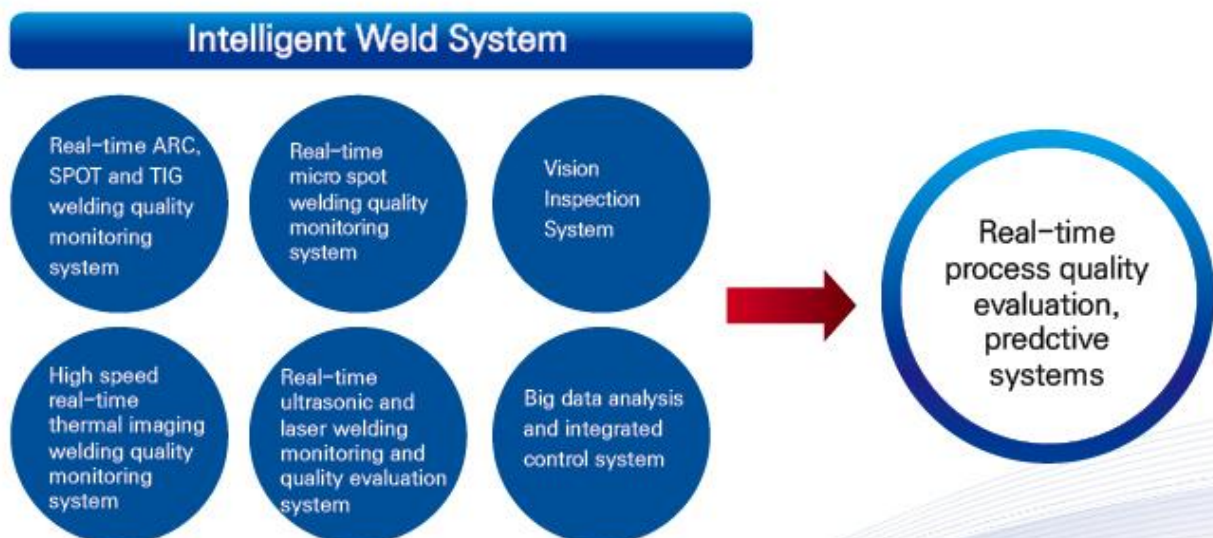 Intelligent Weld System
Real-time ARC,
SPOT and TIG
welding quality
monitoring
system
Real-time
micro spot
welding quality
monitoring
system
Vision
Inspection
System
High speed
real-time
thermal imaging
welding quality
monitoring
system
Real-time
ultrasonic and
laser welding
monitoring and
quality evaluation
system
Big data analysis
and integrated
control system
Real-time
process quality
evaluation,
predctive
systems